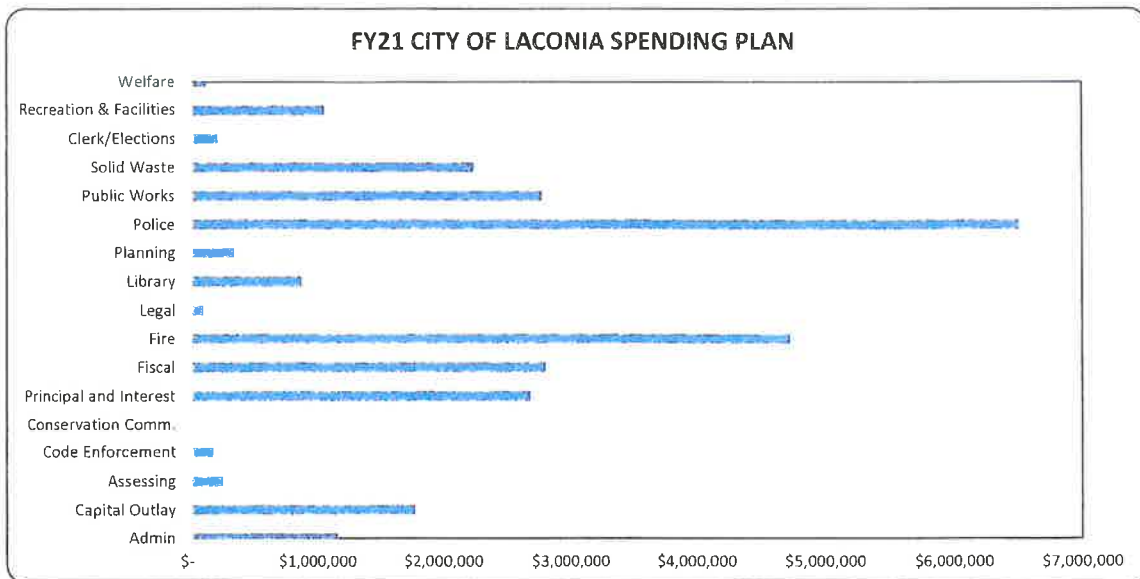 FY21 CITY OF LACONIA SPENDING PLAN
Welfare
Recreation & Facilities
Clerk/Elections
Solid Waste
Public Works
Police
Planning
Library
Legal
Fire
Fiscal
Principal and Interest
Conservation Comm.
Code Enforcement
Assessing
Capital Outlay
Admin
$- $1,000,000 $2,000,000 $3,000,000 $4,000,000 $5,000,000 $6,000,000 $7,000,000